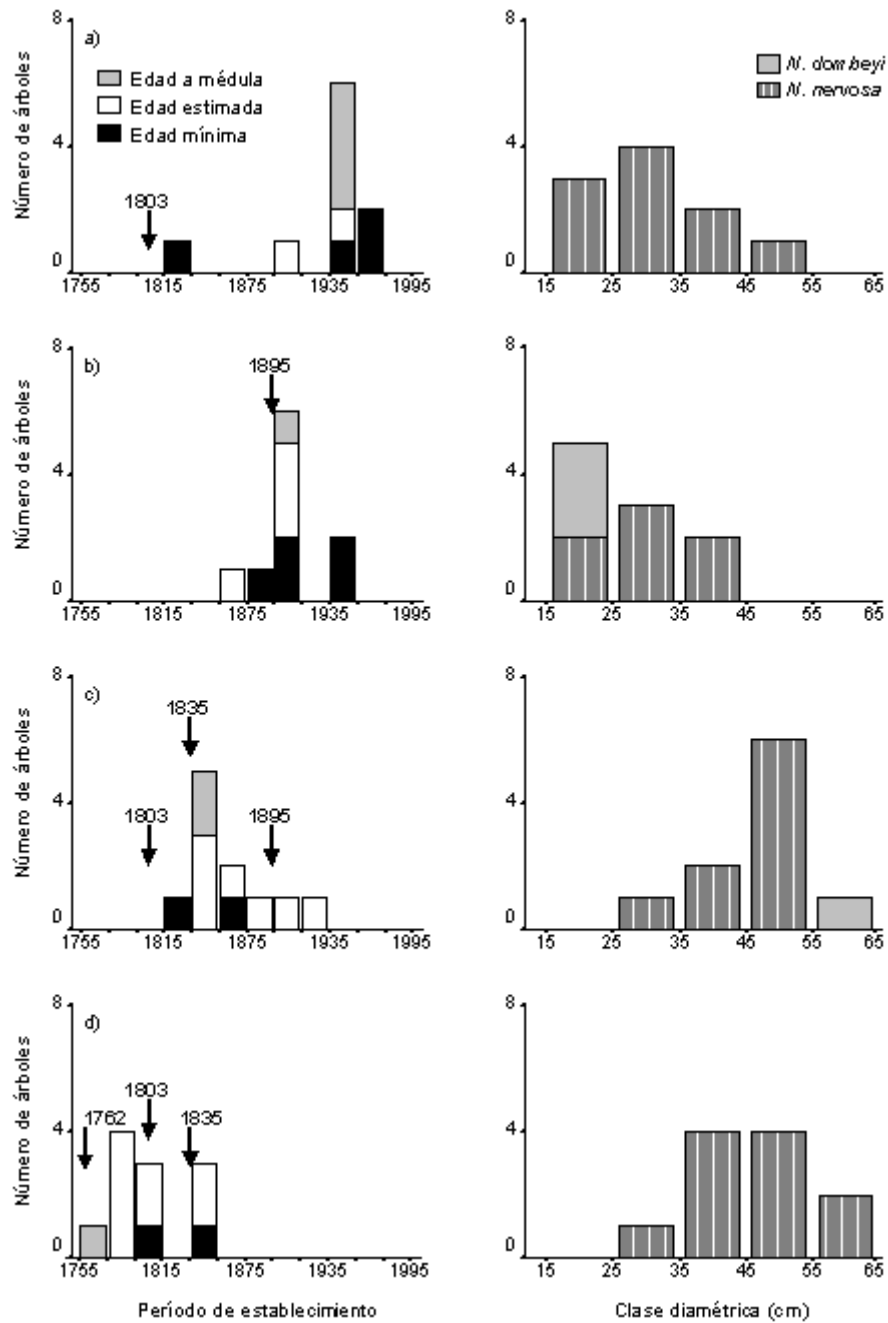 8
a)
Edad a médula
Edad estimada
Edad mínima
Número de árboles
4
1803
0
1755 1815 1875 1935 1995
8
N. dombeyi
N. nervosa
4
0
15 25 35 45 55 65
8
b)
1895
Número de árboles
4
0
1755 1815 1875 1935 1995
8
4
0
15 25 35 45 55 65
8
c)
1835
Número de árboles
4
1803 1895
0
1755 1815 1875 1935 1995
8
4
0
15 25 35 45 55 65
8
d)
1803
Número de árboles
4
1762 1835
0
1755 1815 1875 1935 1995
Período de establecimiento
8
4
0
15 25 35 45 55 65
Clase diamétrica (cm)